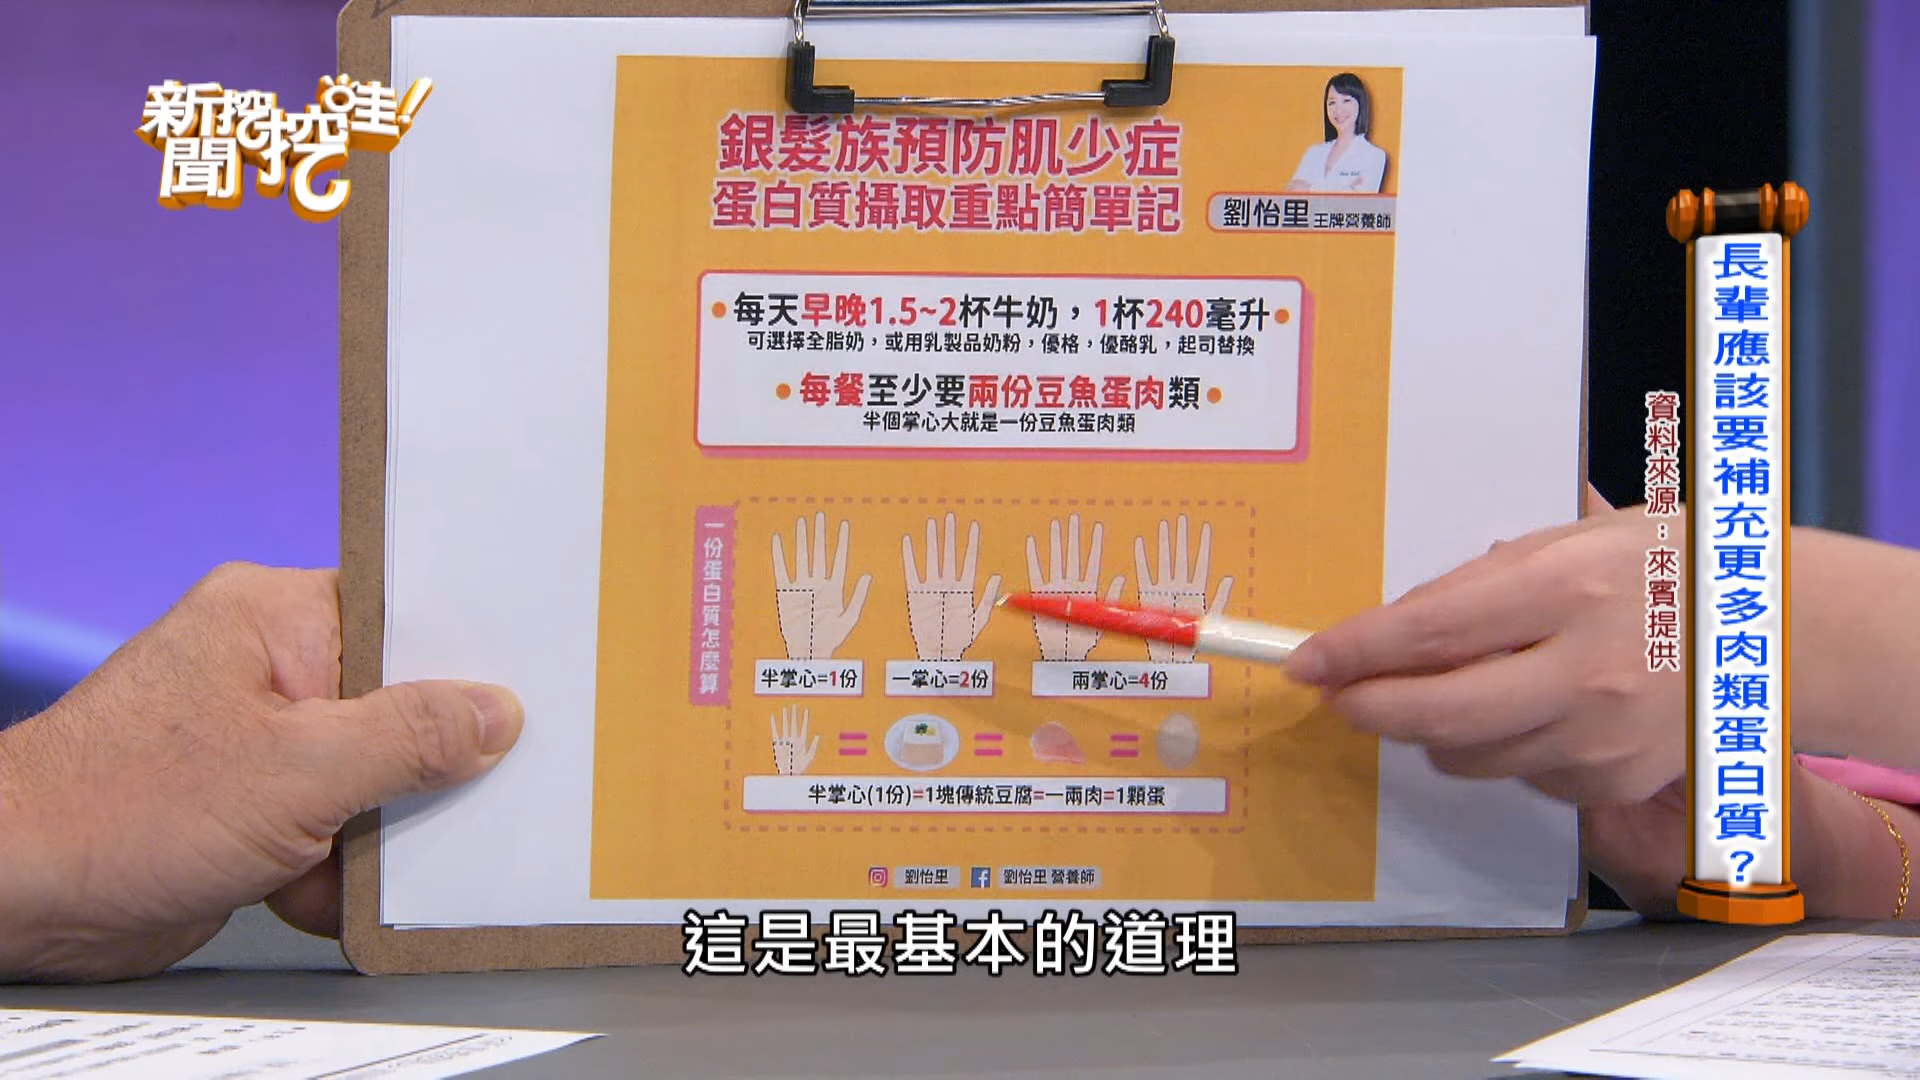 新聞挖挖哇!
銀髮族預防肌少症
蛋白質攝取重點簡單記
劉怡里 王牌營養師
•每天早晚1.5~2杯牛奶，1杯240毫升•
可選擇全脂奶，或用乳製品奶粉，優格，優酪乳，起司替換
•每餐至少要兩份豆魚蛋肉類•
半個掌心大就是一份豆魚蛋肉類
一份蛋白質怎麼算
半掌心=1份
一掌心=2份
兩掌心=4份
= = =
半掌心(1份)=1塊傳統豆腐=一兩肉=1顆蛋
劉怡里
劉怡里 營養師
長輩應該要補充更多肉類蛋白質?
資料來源：來賓提供
這是最基本的道理